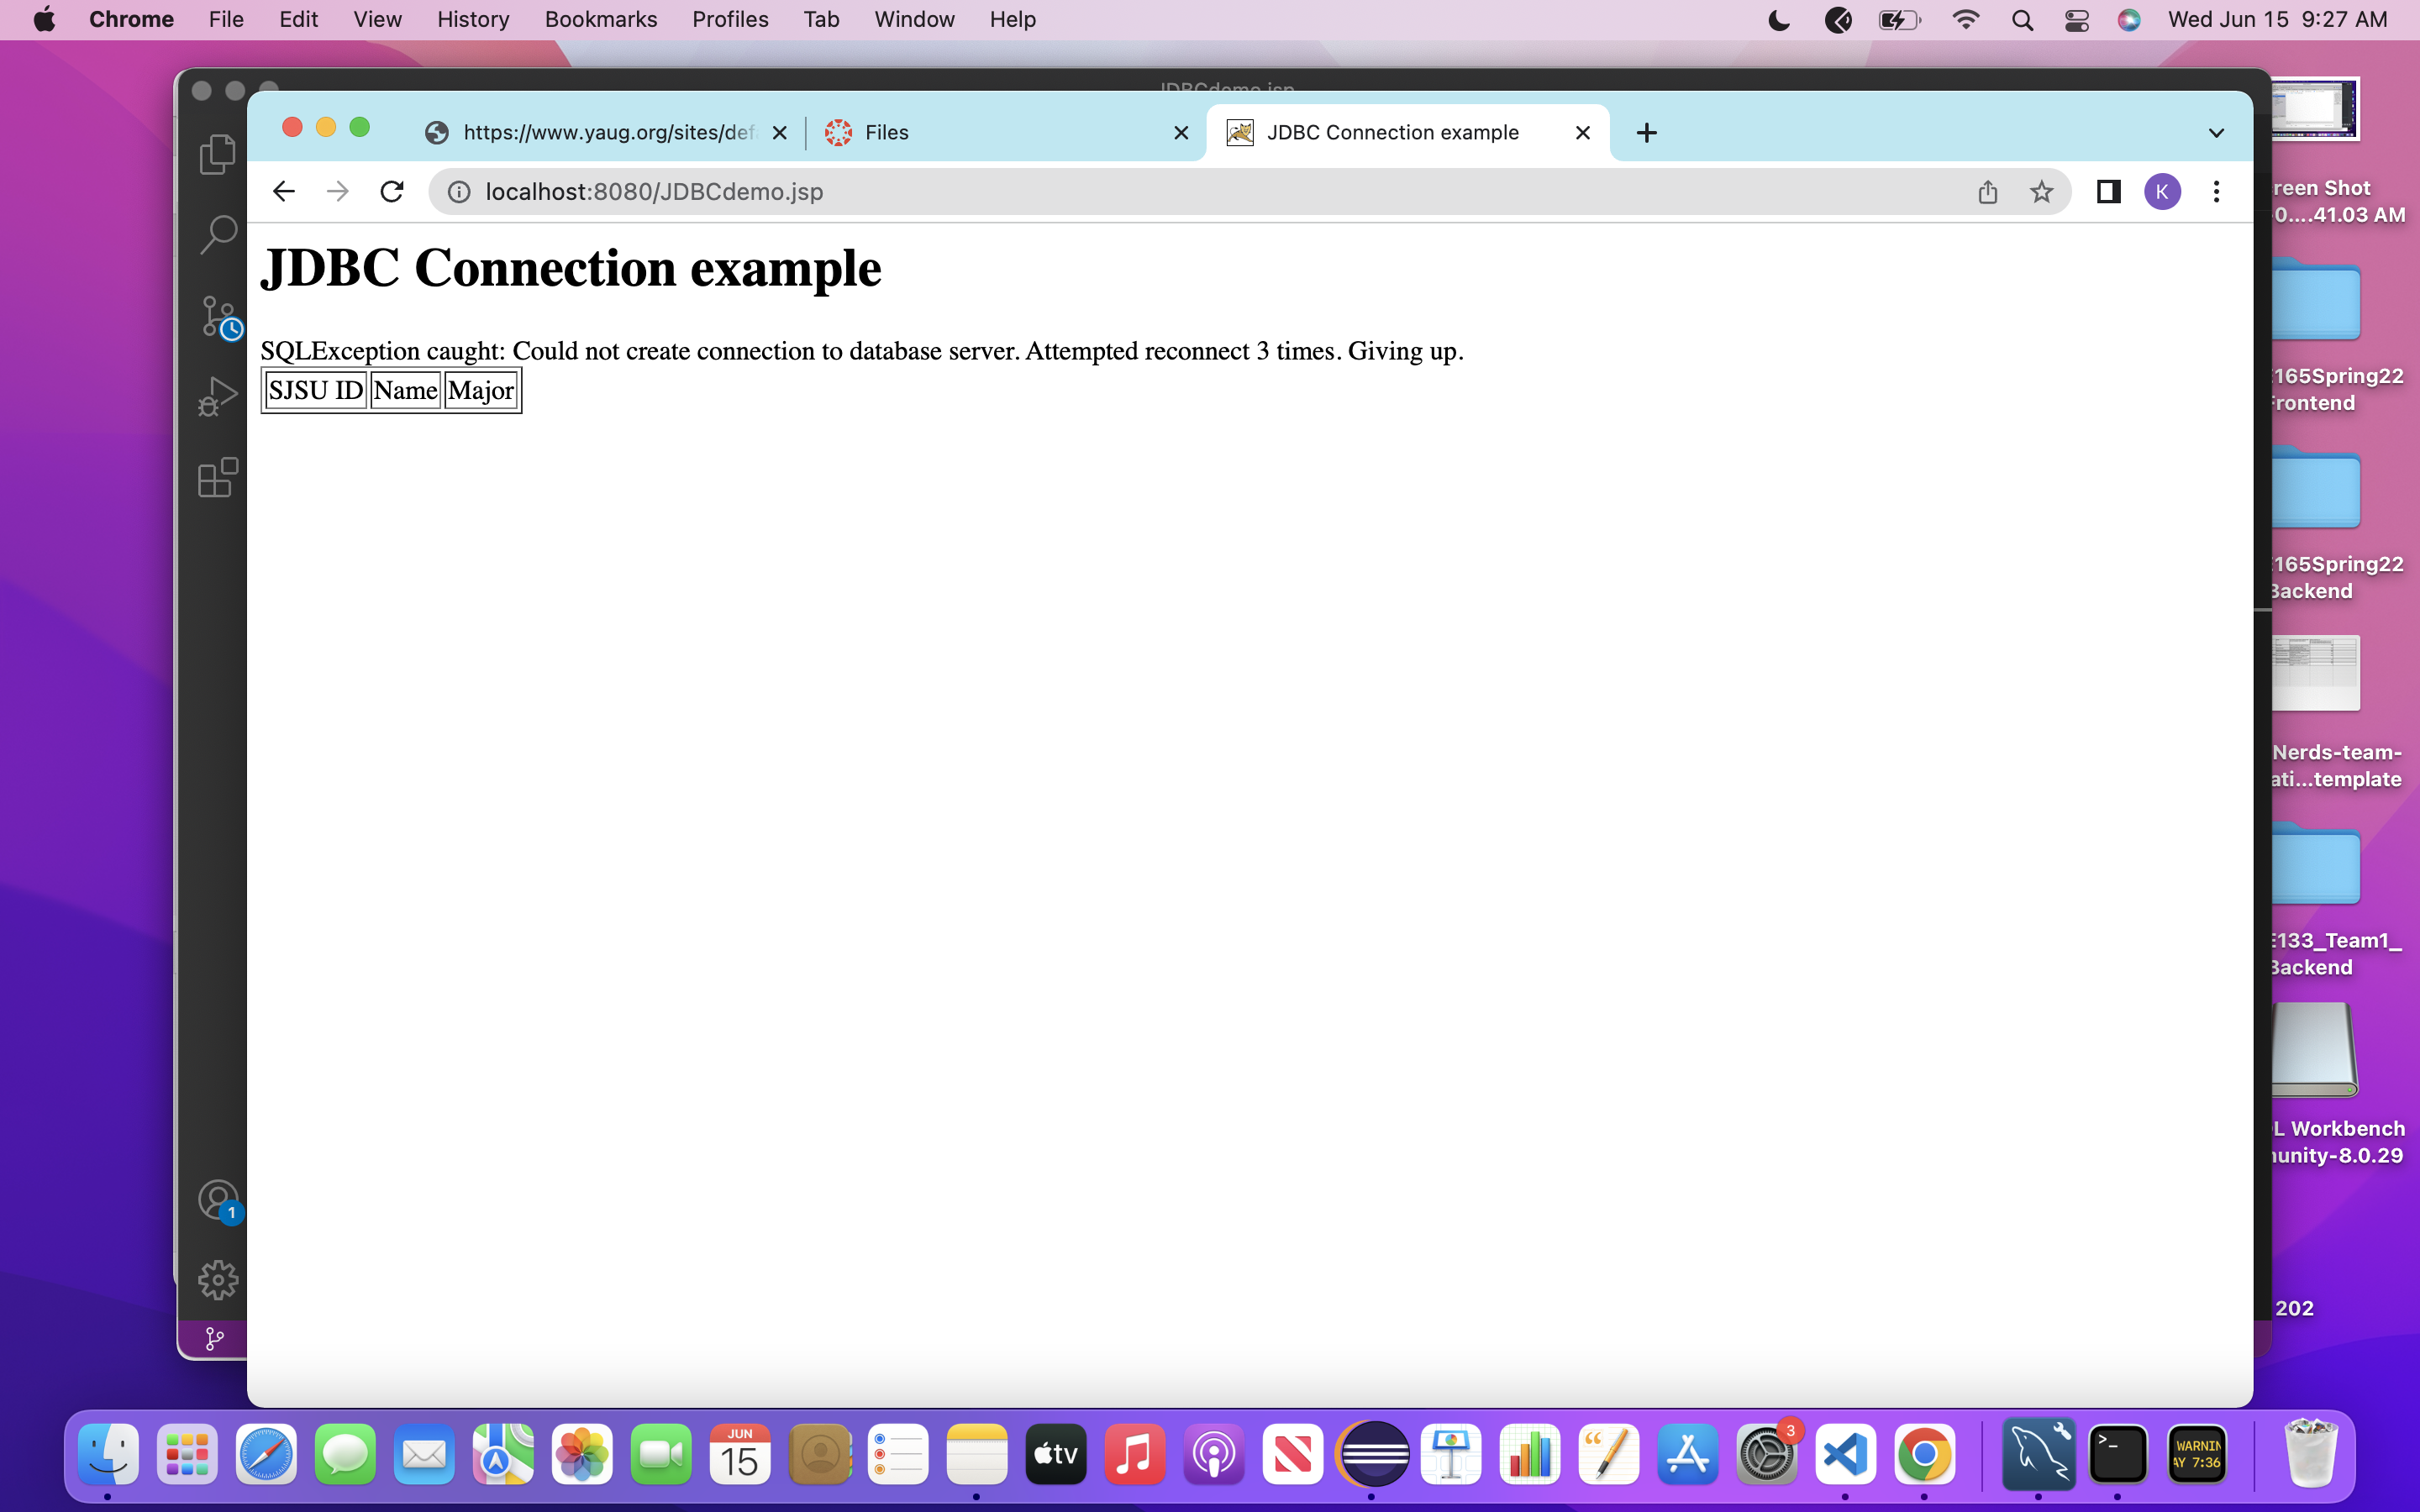 Chrome File Edit View History Bookmarks Profiles Tab Window Help Wed Jun 15 9:27 AM
JDBCdemo.jsp
https://www.yaug.org/sites/def Files JDBC Connection example
localhost:8080/JDBCdemo.jsp K
JDBC Connection example
SQLException caught: Could not create connection to database server. Attempted reconnect 3 times. Giving up.
SJSU ID Name Major
reen Shot
0....41.03 AM
E165Spring22
Frontend
E165Spring22
Backend
Nerds-team-
ati...template
E133_Team1_
Backend
L Workbench
unity-8.0.29
202
1
JUN
15
tv
3
WARNIN
AY 7:36